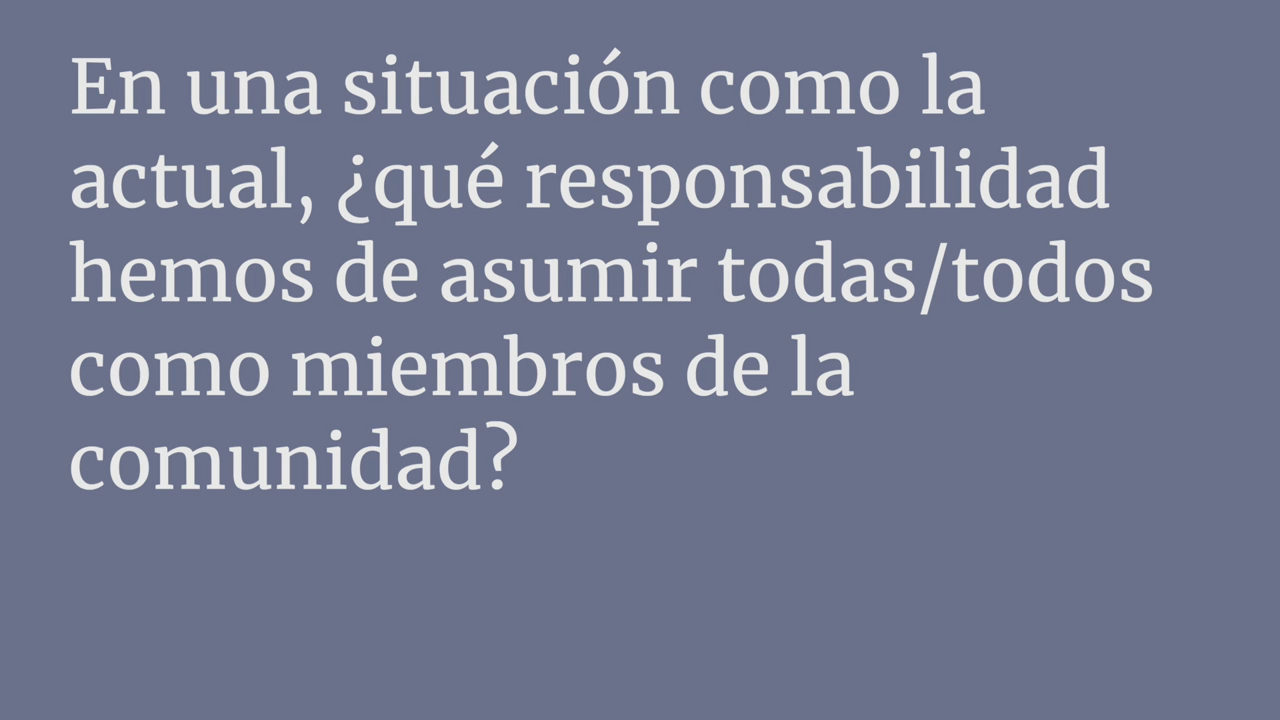 En una situación como la
actual, ¿qué responsabilidad
hemos de asumir todas/todos
como miembros de la
comunidad?